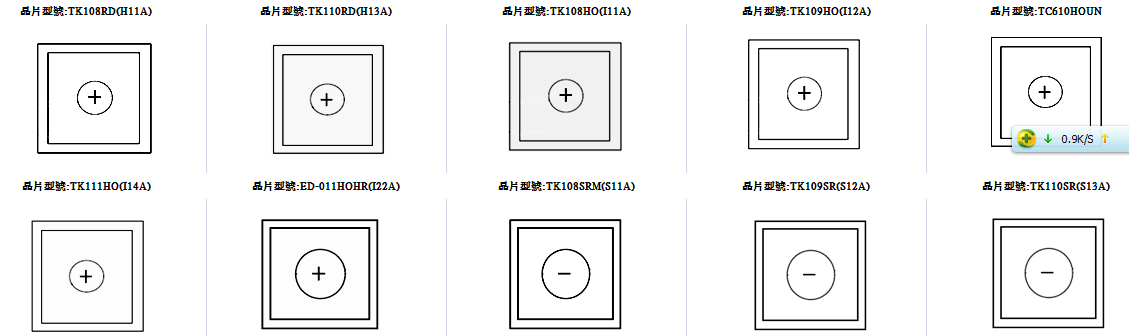 晶片型號:TK108RD(H11A)
晶片型號:TK110RD(H13A)
晶片型號:TK108HO(I11A)
晶片型號:TK109HO(I12A)
晶片型號:TC610HOUN
+
+
+
+
+
0.9K/S
晶片型號:TK111HO(I14A)
晶片型號:ED-011HOHR(I22A)
晶片型號:TK108SRM(S11A)
晶片型號:TK109SR(S12A)
晶片型號:TK110SR(S13A)
+
+
−
−
−